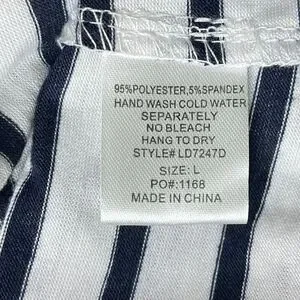 95%POLYESTER,5%SPANDEX
HAND WASH COLD WATER
SEPARATELY
NO BLEACH
HANG TO DRY
STYLE# LD7247D
SIZE: L
PO#:1168
MADE IN CHINA